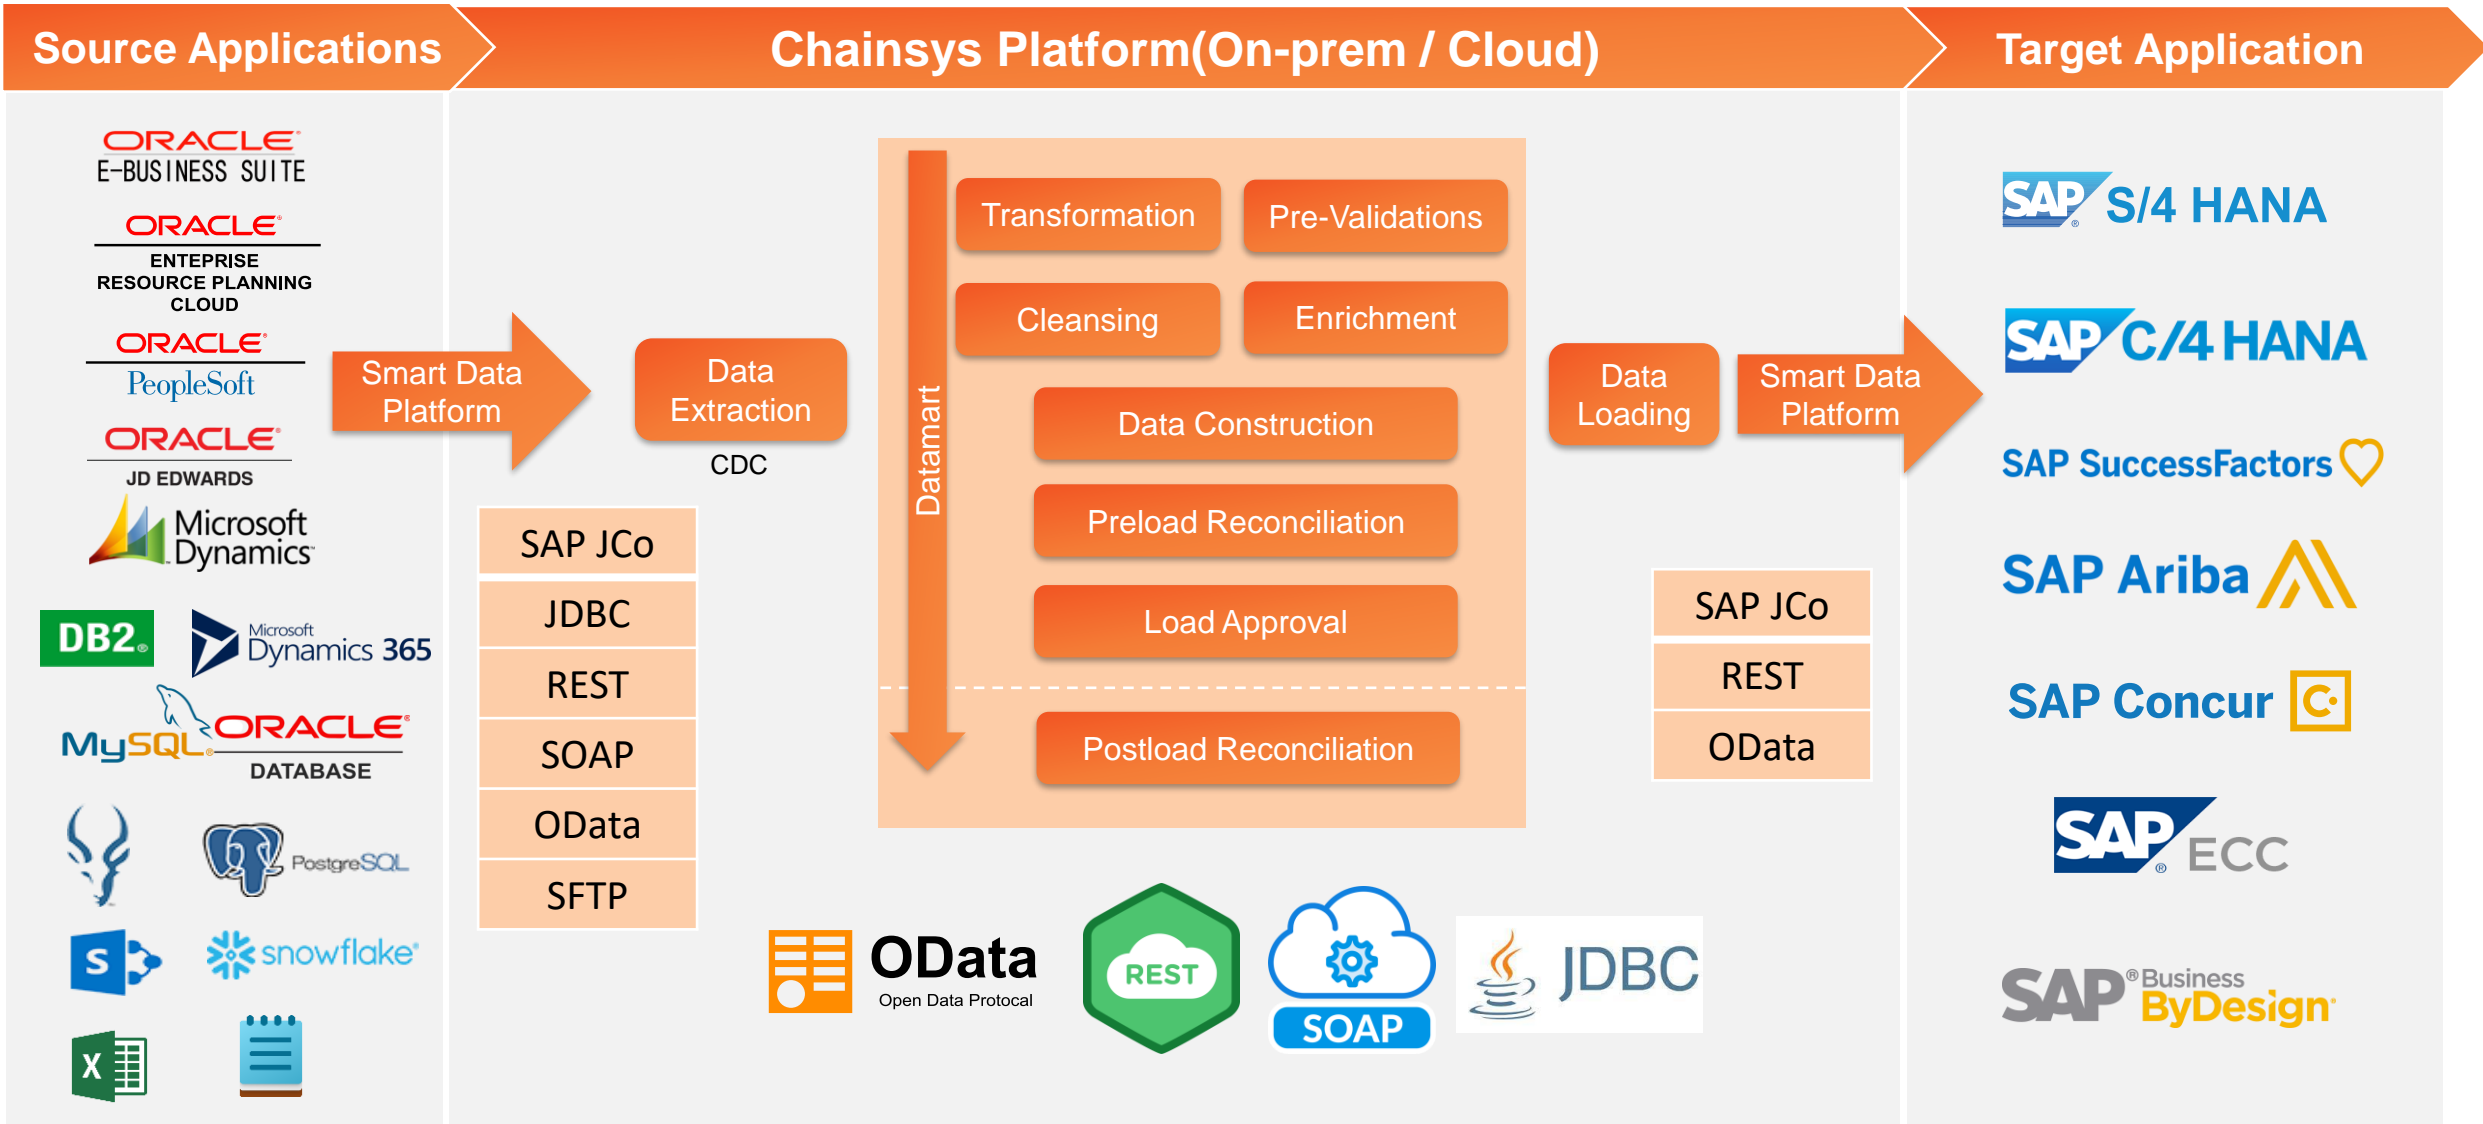 Source Applications
Chainsys Platform(On-prem / Cloud)
Target Application
ORACLE
E-BUSINESS SUITE
ORACLE
ENTEPRISE
RESOURCE PLANNING
CLOUD
ORACLE
PeopleSoft
ORACLE
JD EDWARDS
Microsoft
Dynamics
DB2
Microsoft
Dynamics 365
MySQL
ORACLE
DATABASE
PostgreSQL
S
snowflake
X
Smart Data
Platform
Data
Extraction
CDC
SAP JCo
JDBC
REST
SOAP
OData
SFTP
Datamart
Transformation
Pre-Validations
Cleansing
Enrichment
Data Construction
Preload Reconciliation
Load Approval
Postload Reconciliation
OData
Open Data Protocal
REST
SOAP
JDBC
Data
Loading
Smart Data
Platform
SAP JCo
REST
OData
SAP S/4 HANA
SAP C/4 HANA
SAP SuccessFactors
SAP Ariba
SAP Concur C
SAP ECC
SAP® Business
ByDesign